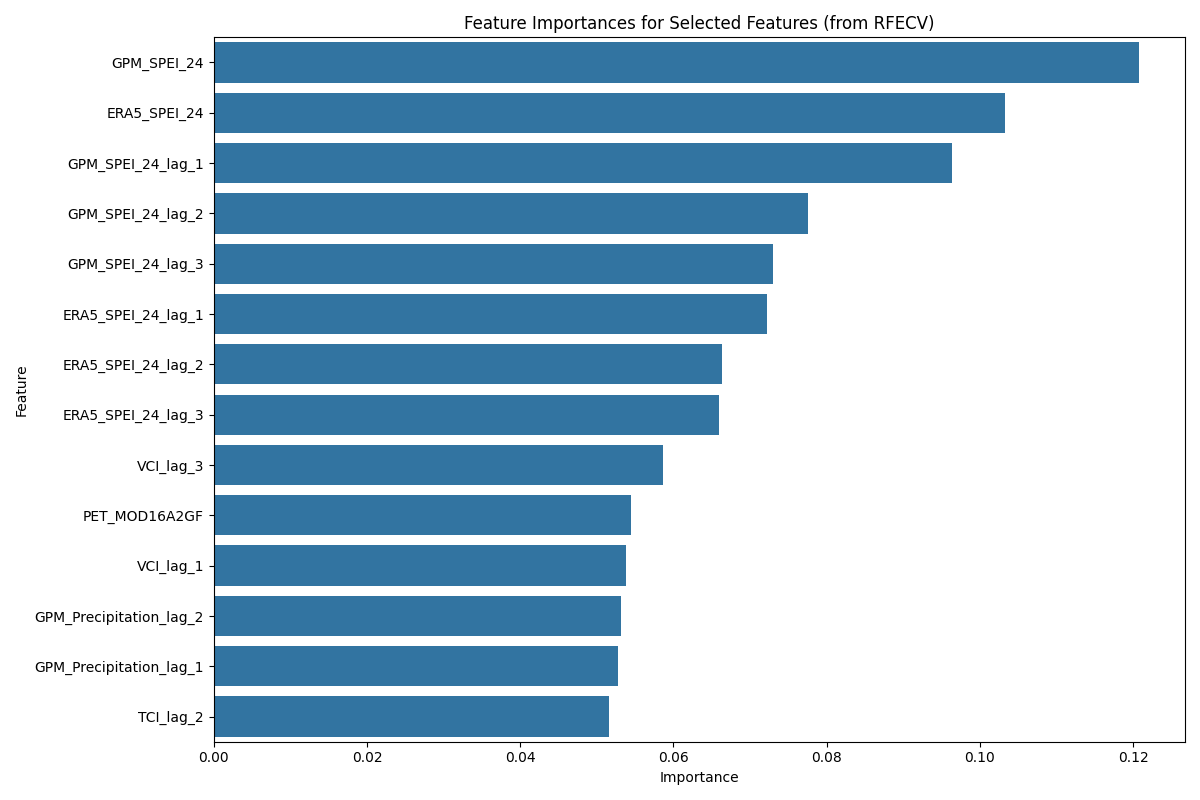 Feature Importances for Selected Features (from RFECV)
GPM_SPEI_24
ERA5_SPEI_24
GPM_SPEI_24_lag_1
GPM_SPEI_24_lag_2
GPM_SPEI_24_lag_3
ERA5_SPEI_24_lag_1
ERA5_SPEI_24_lag_2
ERA5_SPEI_24_lag_3
VCI_lag_3
PET_MOD16A2GF
VCI_lag_1
GPM_Precipitation_lag_2
GPM_Precipitation_lag_1
TCI_lag_2
Feature
0.00 0.02 0.04 0.06 0.08 0.10 0.12
Importance